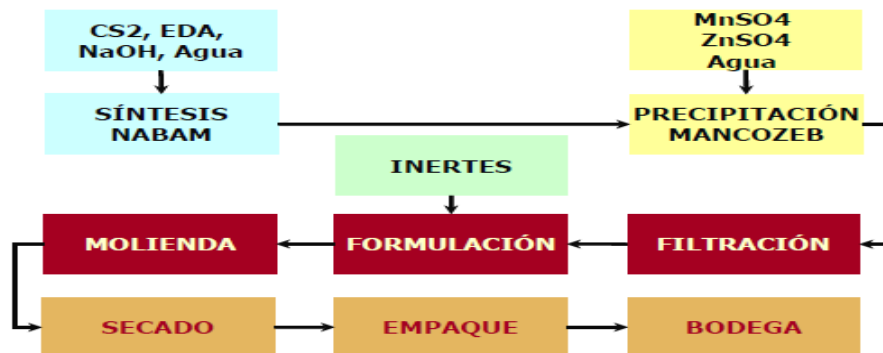 CS2, EDA,
NaOH, Agua
MnSO4
ZnSO4
Agua
SÍNTESIS
NABAM
PRECIPITACIÓN
MANCOZEB
INERTES
MOLIENDA
FORMULACIÓN
FILTRACIÓN
SECADO
EMPAQUE
BODEGA